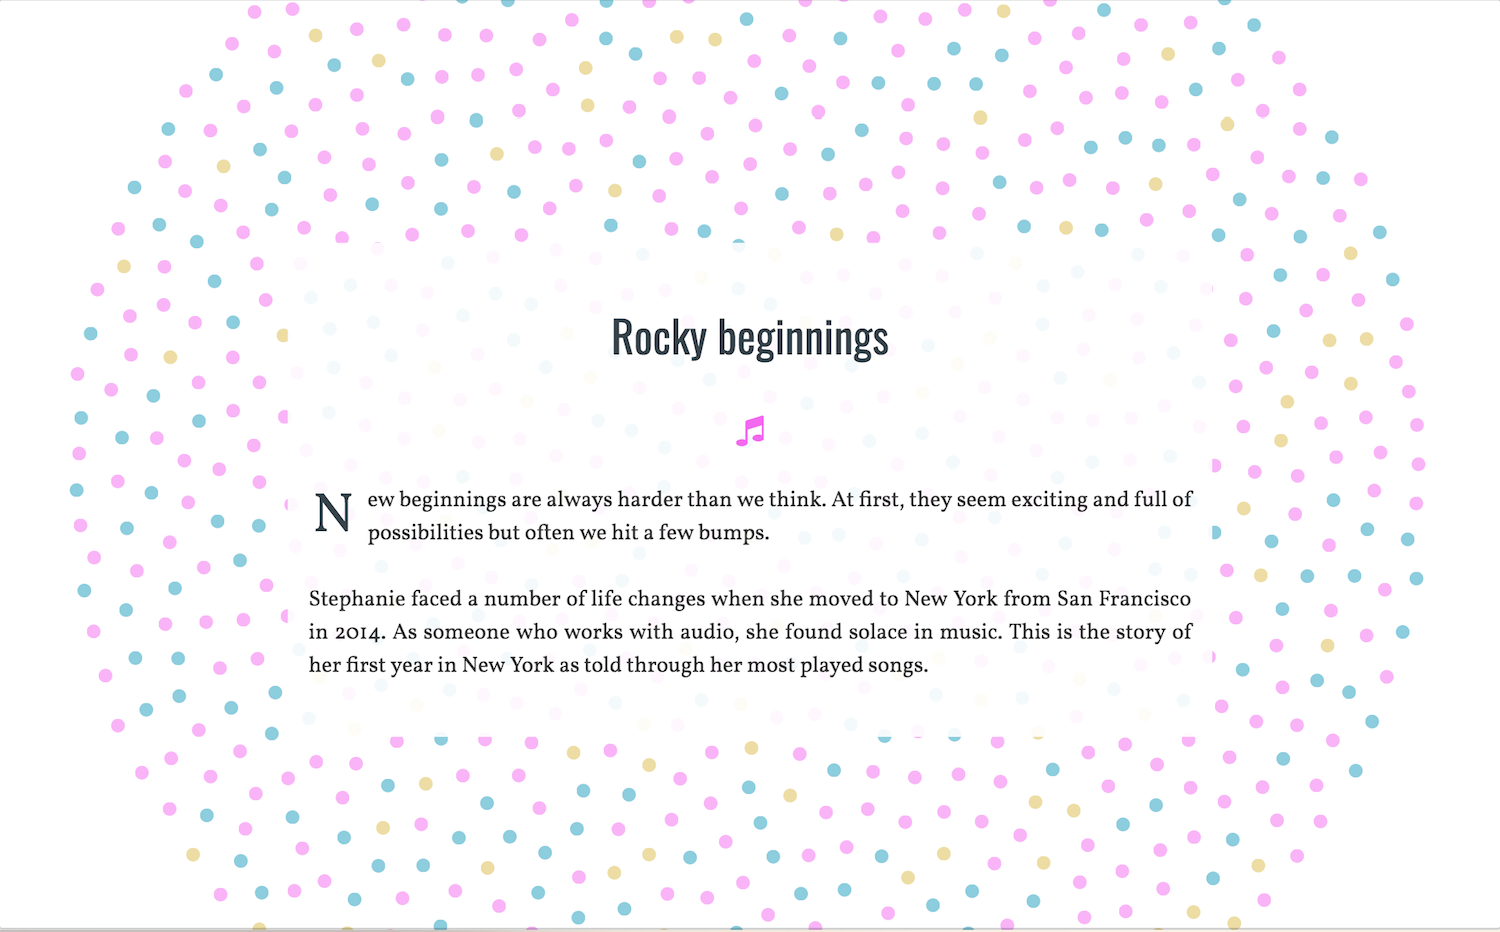 Rocky beginnings
New beginnings are always harder than we think. At first, they seem exciting and full of
possibilities but often we hit a few bumps.
Stephanie faced a number of life changes when she moved to New York from San Francisco
in 2014. As someone who works with audio, she found solace in music. This is the story of
her first year in New York as told through her most played songs.